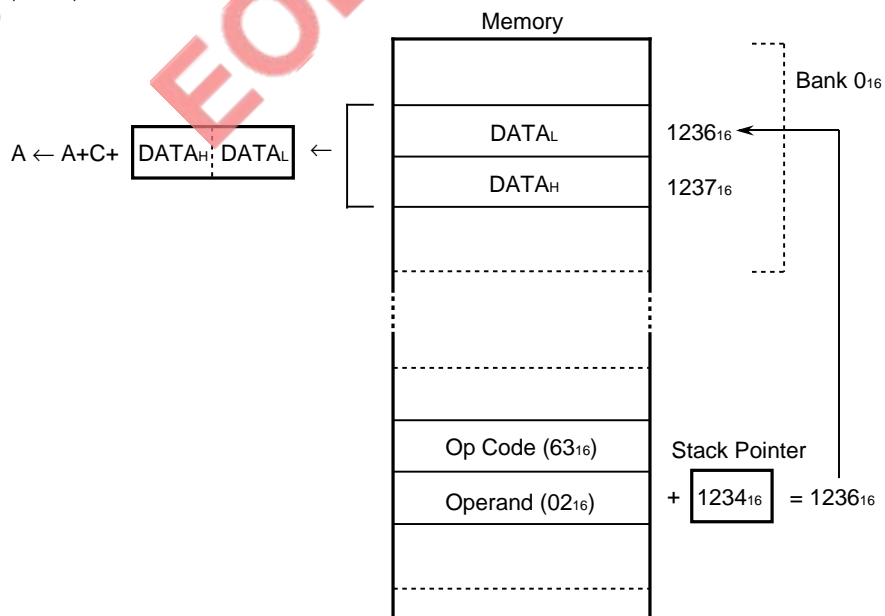 Memory
Bank 0₁₆
DATAL 1236₁₆
A ← A+C+ DATAH DATAL ←
DATAH 1237₁₆
Op Code (63₁₆) Stack Pointer
Operand (02₁₆) + 1234₁₆ = 1236₁₆